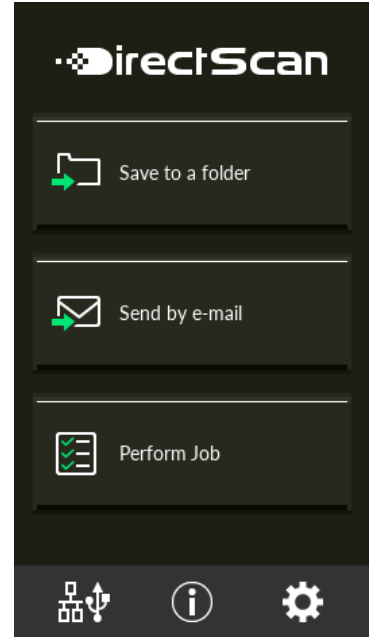 DirectScan
Save to a folder
Send by e-mail
Perform Job